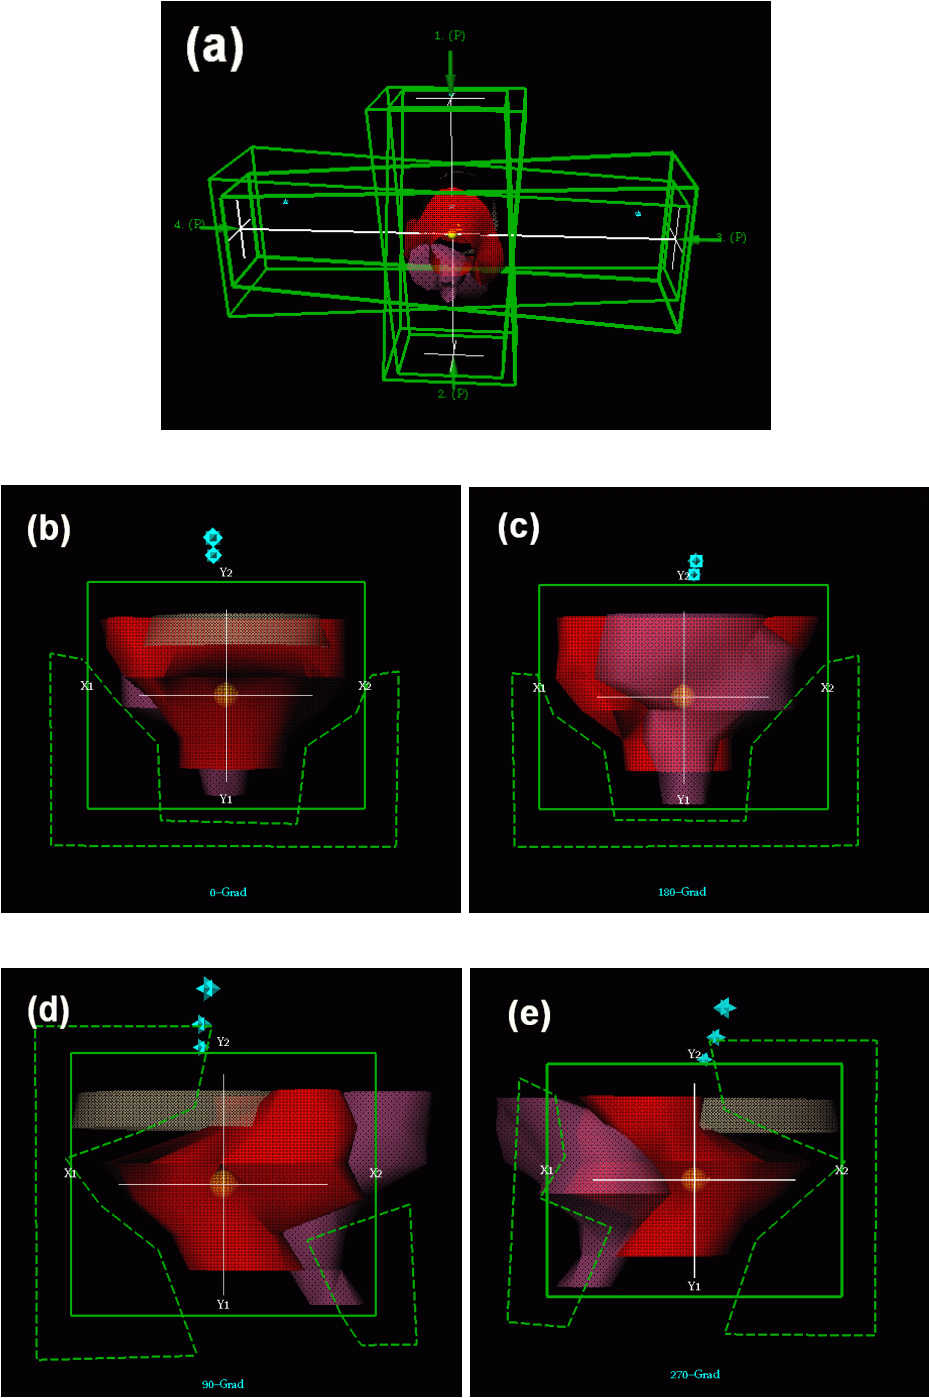 (a)
1. (P)
4. (P)
3. (P)
2. (P)
(b)
Y2
X1
X2
Y1
0-Grad
(c)
Y2
X1
X2
Y1
180-Grad
(d)
Y2
X1
X2
Y1
90-Grad
(e)
Y2
X1
X2
Y1
270-Grad